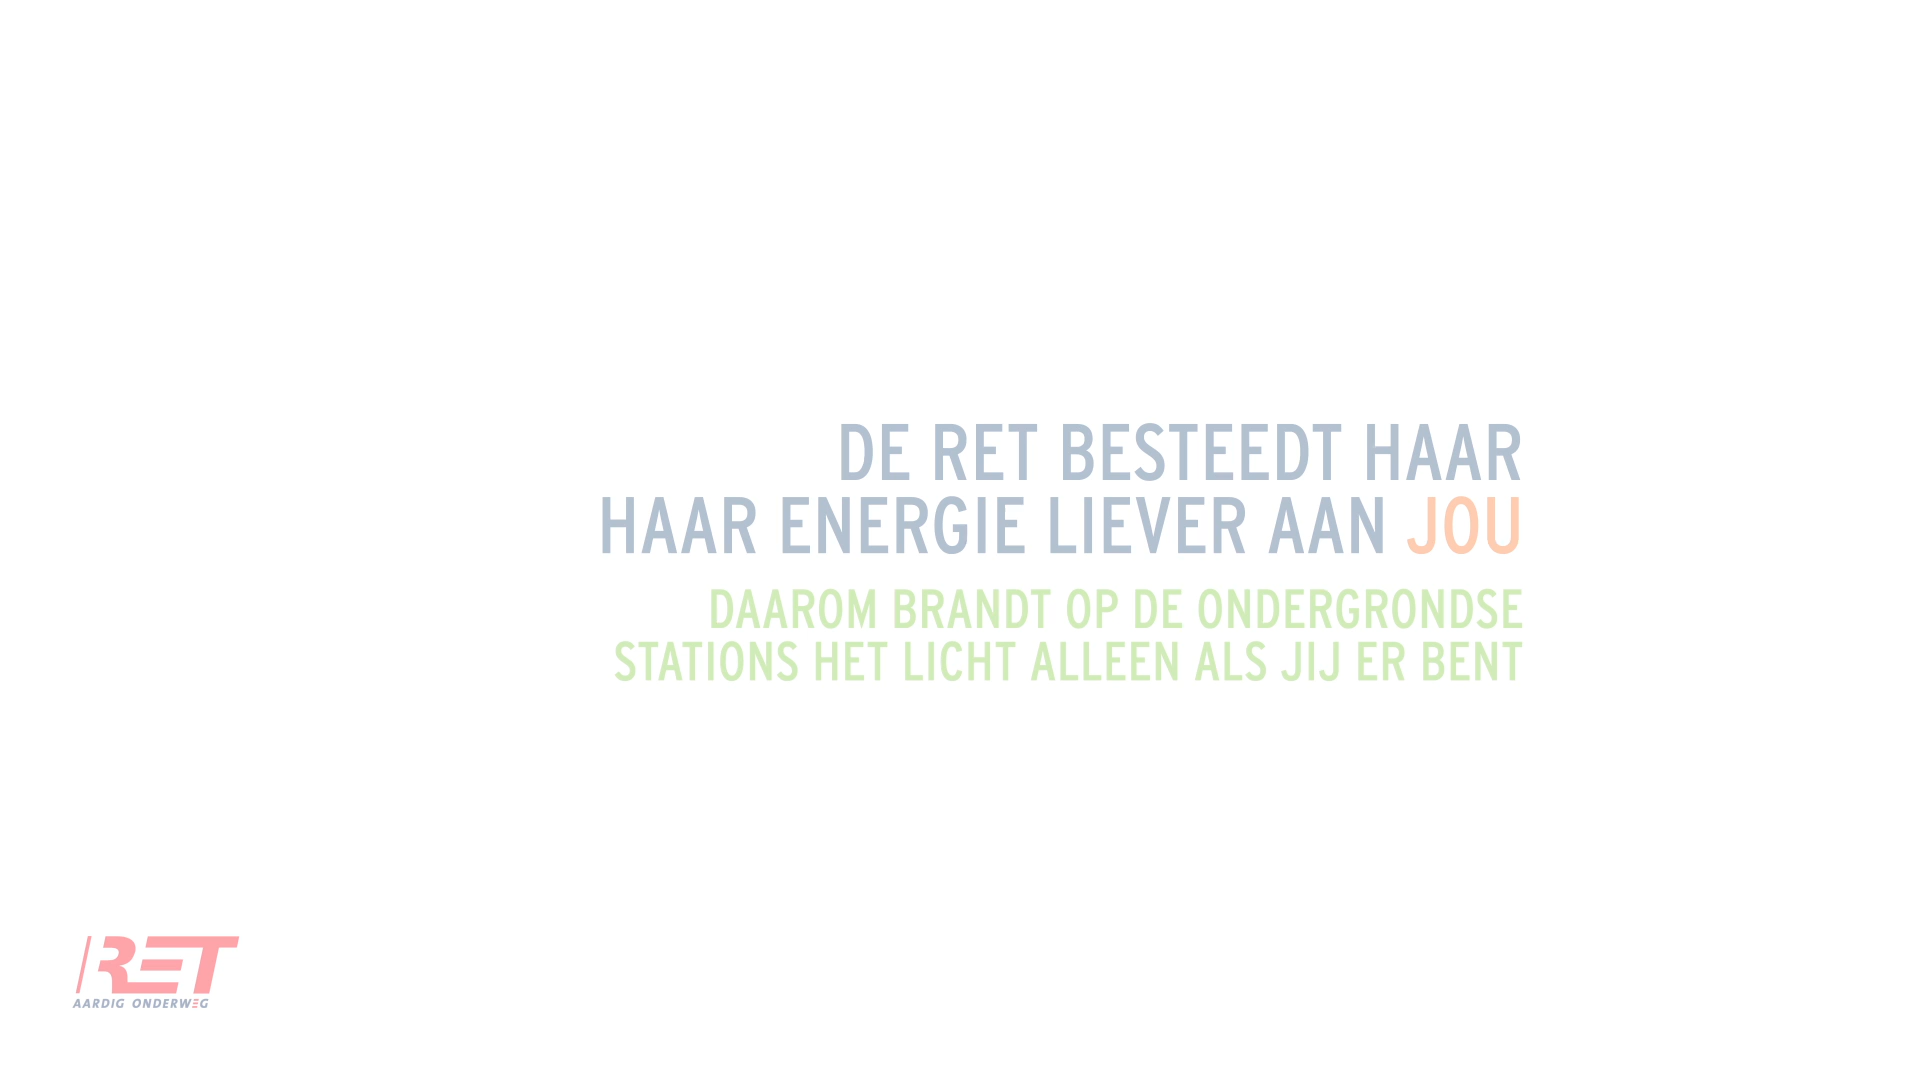 DE RET BESTEEDT HAAR
HAAR ENERGIE LIEVER AAN JOU
DAAROM BRANDT OP DE ONDERGRONDSE
STATIONS HET LICHT ALLEEN ALS JIJ ER BENT
RET
AARDIG ONDERWEG